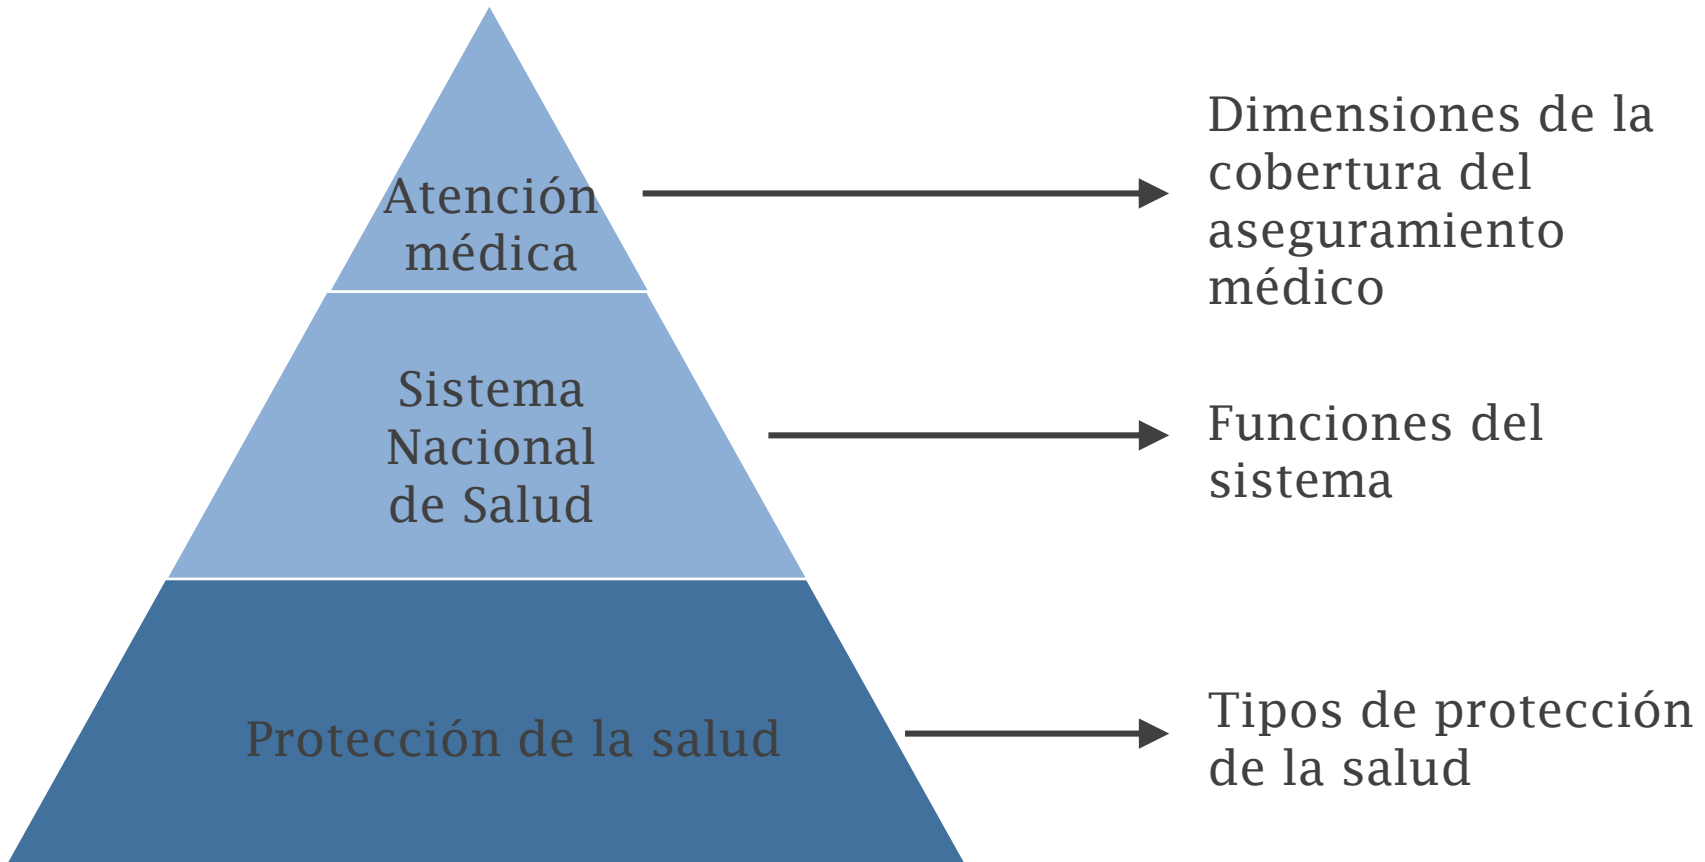 Atención
médica
Dimensiones de la
cobertura del
aseguramiento
médico
Sistema
Nacional
de Salud
Funciones del
sistema
Protección de la salud
Tipos de protección
de la salud